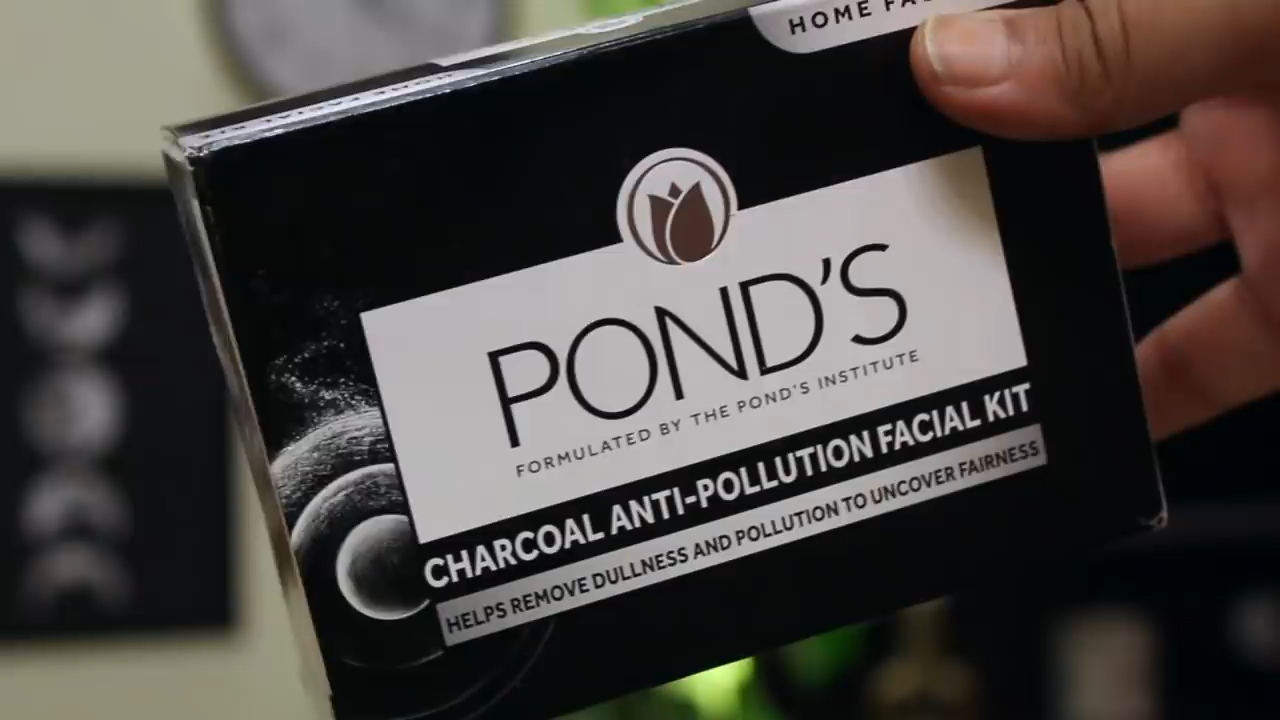 HOME
POND'S
FORMULATED BY THE POND'S INSTITUTE
CHARCOAL ANTI-POLLUTION FACIAL KIT
HELPS REMOVE DULLNESS AND POLLUTION TO UNCOVER FAIRNESS